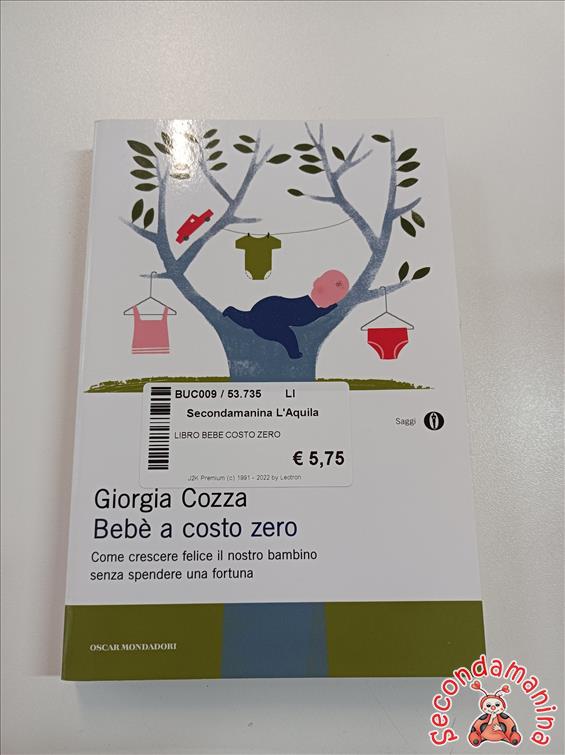 Saggi
BUC009 / 53.735 LI
Secondamanina L'Aquila
LIBRO BEBE COSTO ZERO
€ 5,75
J2K Premium (c) 1991 - 2022 by Lectron
Giorgia Cozza
Bebè a costo zero
Come crescere felice il nostro bambino
senza spendere una fortuna
OSCAR MONDADORI
Secondamanina